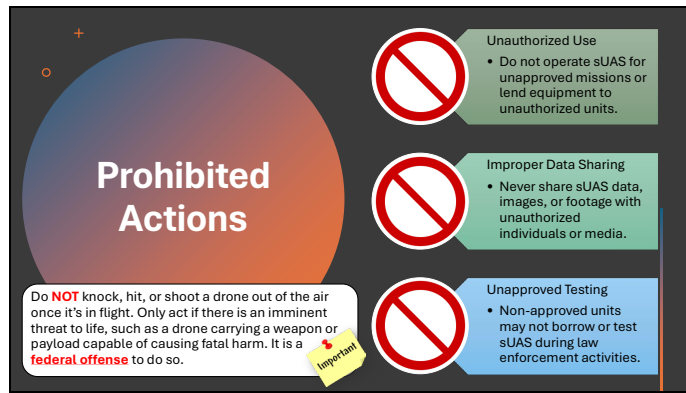 Prohibited
Actions
Do NOT knock, hit, or shoot a drone out of the air
once it's in flight. Only act if there is an imminent
threat to life, such as a drone carrying a weapon or
payload capable of causing fatal harm. It is a
federal offense to do so.
Important
Unauthorized Use
• Do not operate sUAS for
unapproved missions or
lend equipment to
unauthorized units.
Improper Data Sharing
• Never share sUAS data,
images, or footage with
unauthorized
individuals or media.
Unapproved Testing
• Non-approved units
may not borrow or test
sUAS during law
enforcement activities.